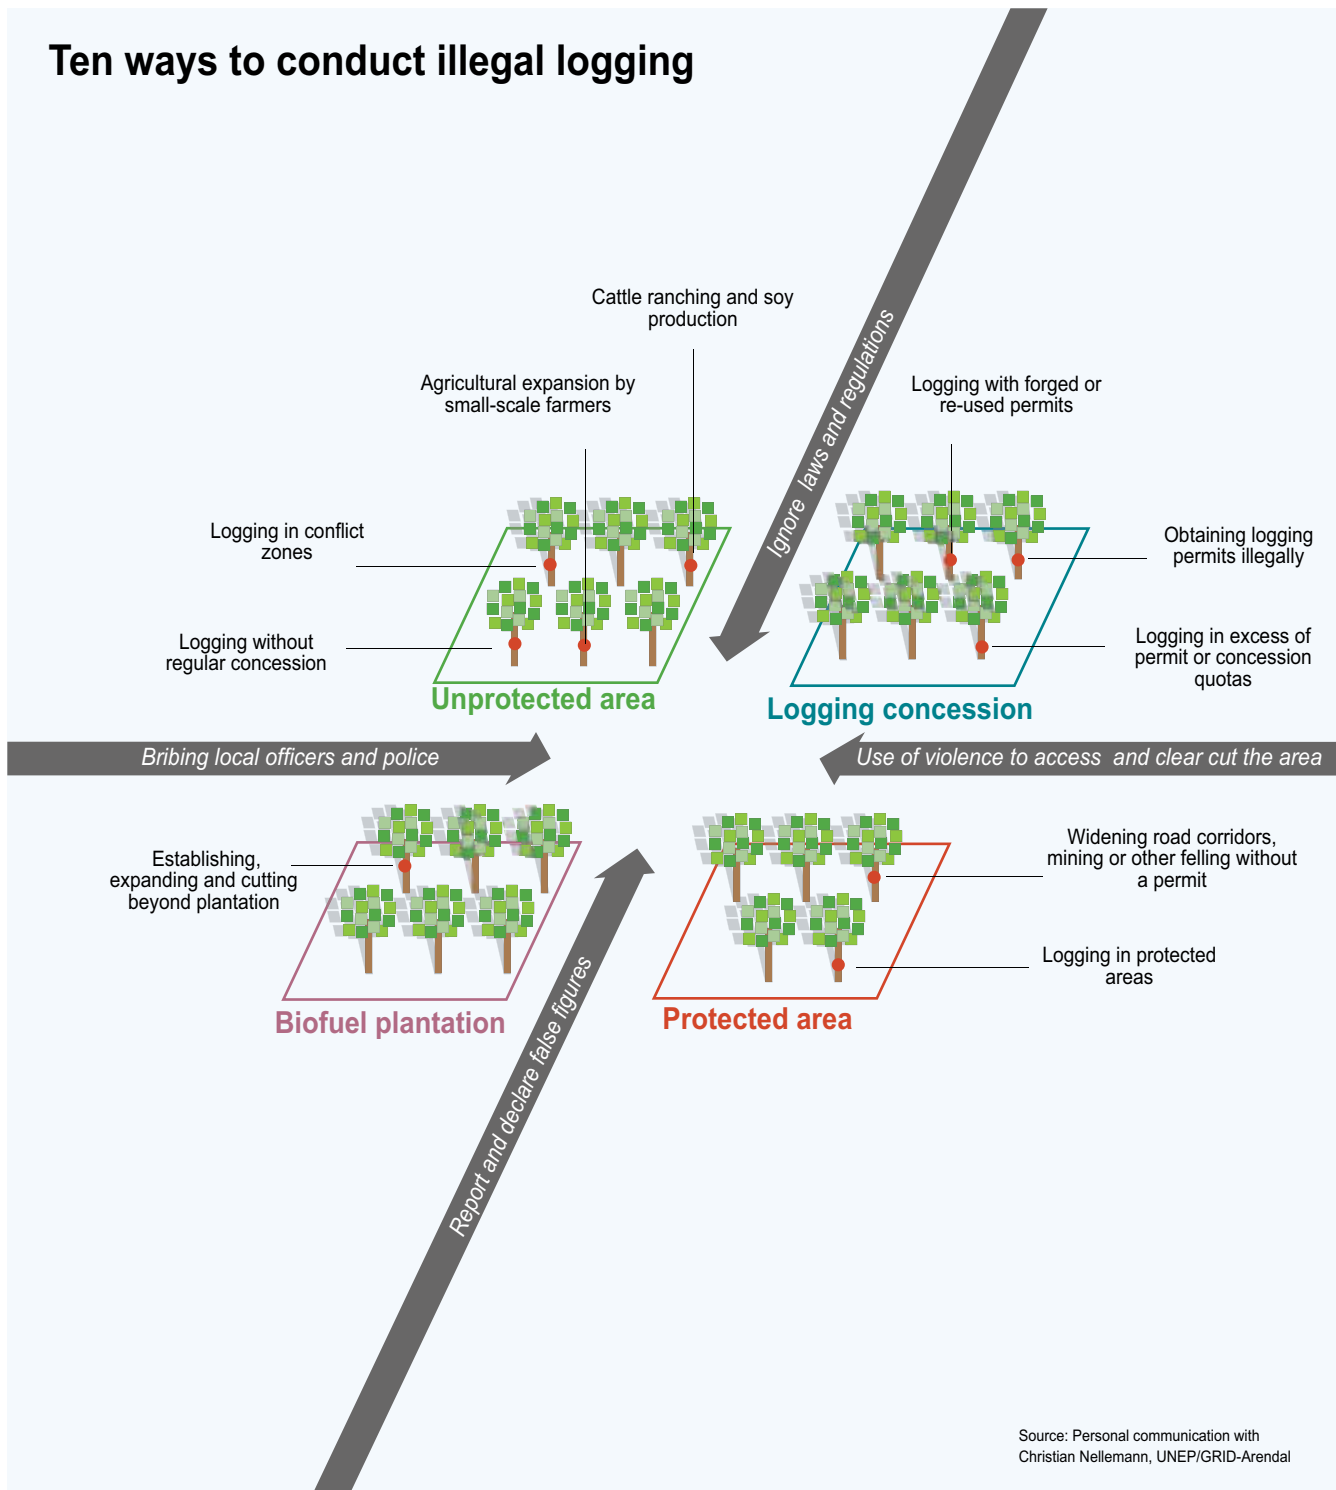 Ten ways to conduct illegal logging
Cattle ranching and soy
production
Agricultural expansion by
small-scale farmers
Logging in conflict
zones
Logging without
regular concession
Unprotected area
Ignore laws and regulations
Logging with forged or
re-used permits
Obtaining logging
permits illegally
Logging in excess of
permit or concession
quotas
Logging concession
Bribing local officers and police
Use of violence to access and clear cut the area
Establishing,
expanding and cutting
beyond plantation
Biofuel plantation
Report and declare false figures
Widening road corridors,
mining or other felling without
a permit
Logging in protected
areas
Protected area
Source: Personal communication with
Christian Nellemann, UNEP/GRID-Arendal